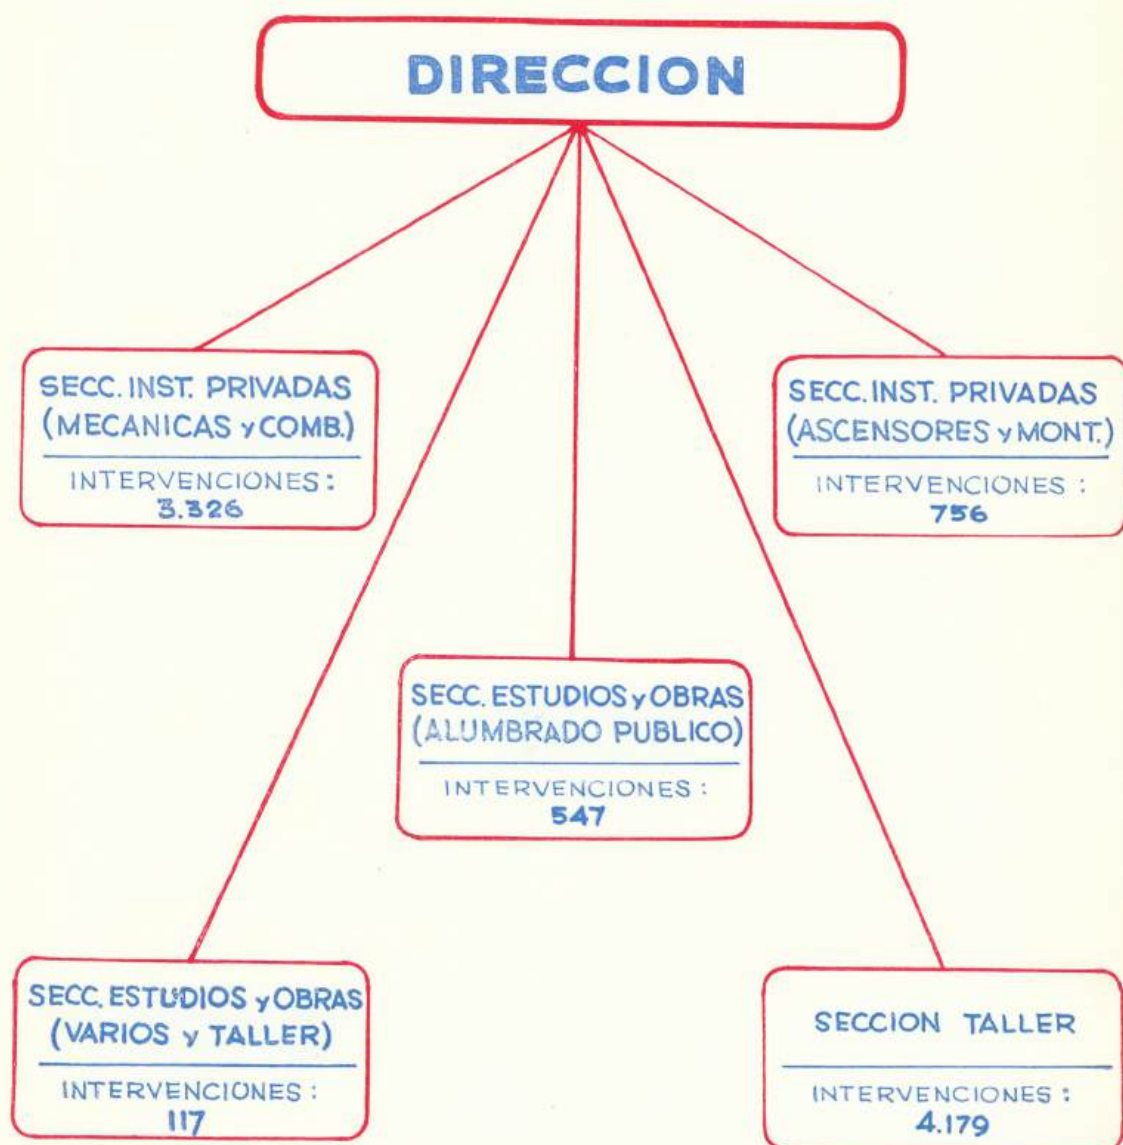 DIRECCION
SECC. INST. PRIVADAS
(MECANICAS y COMB.)
INTERVENCIONES:
3.326
SECC. INST. PRIVADAS
(ASCENSORES y MONT.)
INTERVENCIONES:
756
SECC. ESTUDIOS y OBRAS
(ALUMBRADO PUBLICO)
INTERVENCIONES:
547
SECC. ESTUDIOS y OBRAS
(VARIOS y TALLER)
INTERVENCIONES:
117
SECCION TALLER
INTERVENCIONES:
4.179